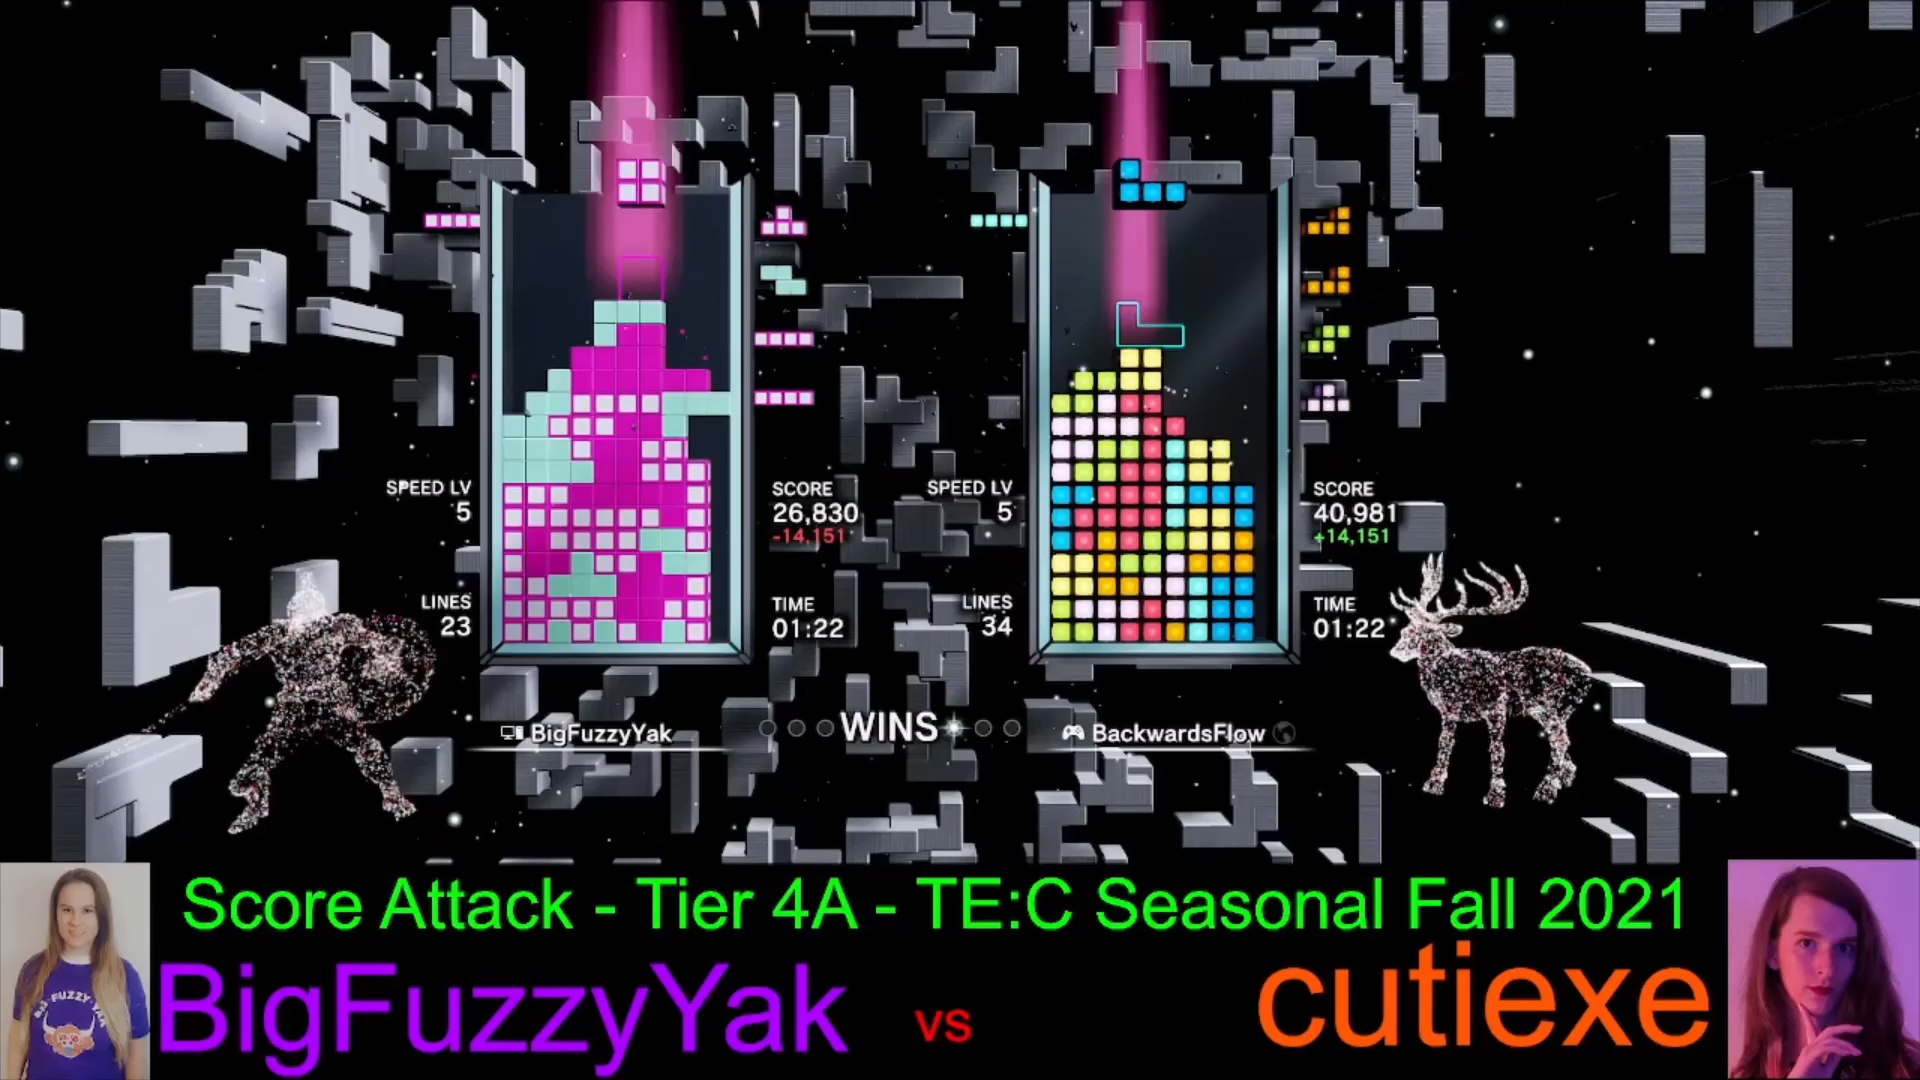 SPEED LV
5
SCORE
26,830
-14,151
LINES
23
TIME
01:22
SPEED LV
5
SCORE
40,981
+14,151
LINES
34
TIME
01:22
BigFuzzyYak
WINS
BackwardsFlow
Score Attack - Tier 4A - TE:C Seasonal Fall 2021
BigFuzzyYak vs cutiexe